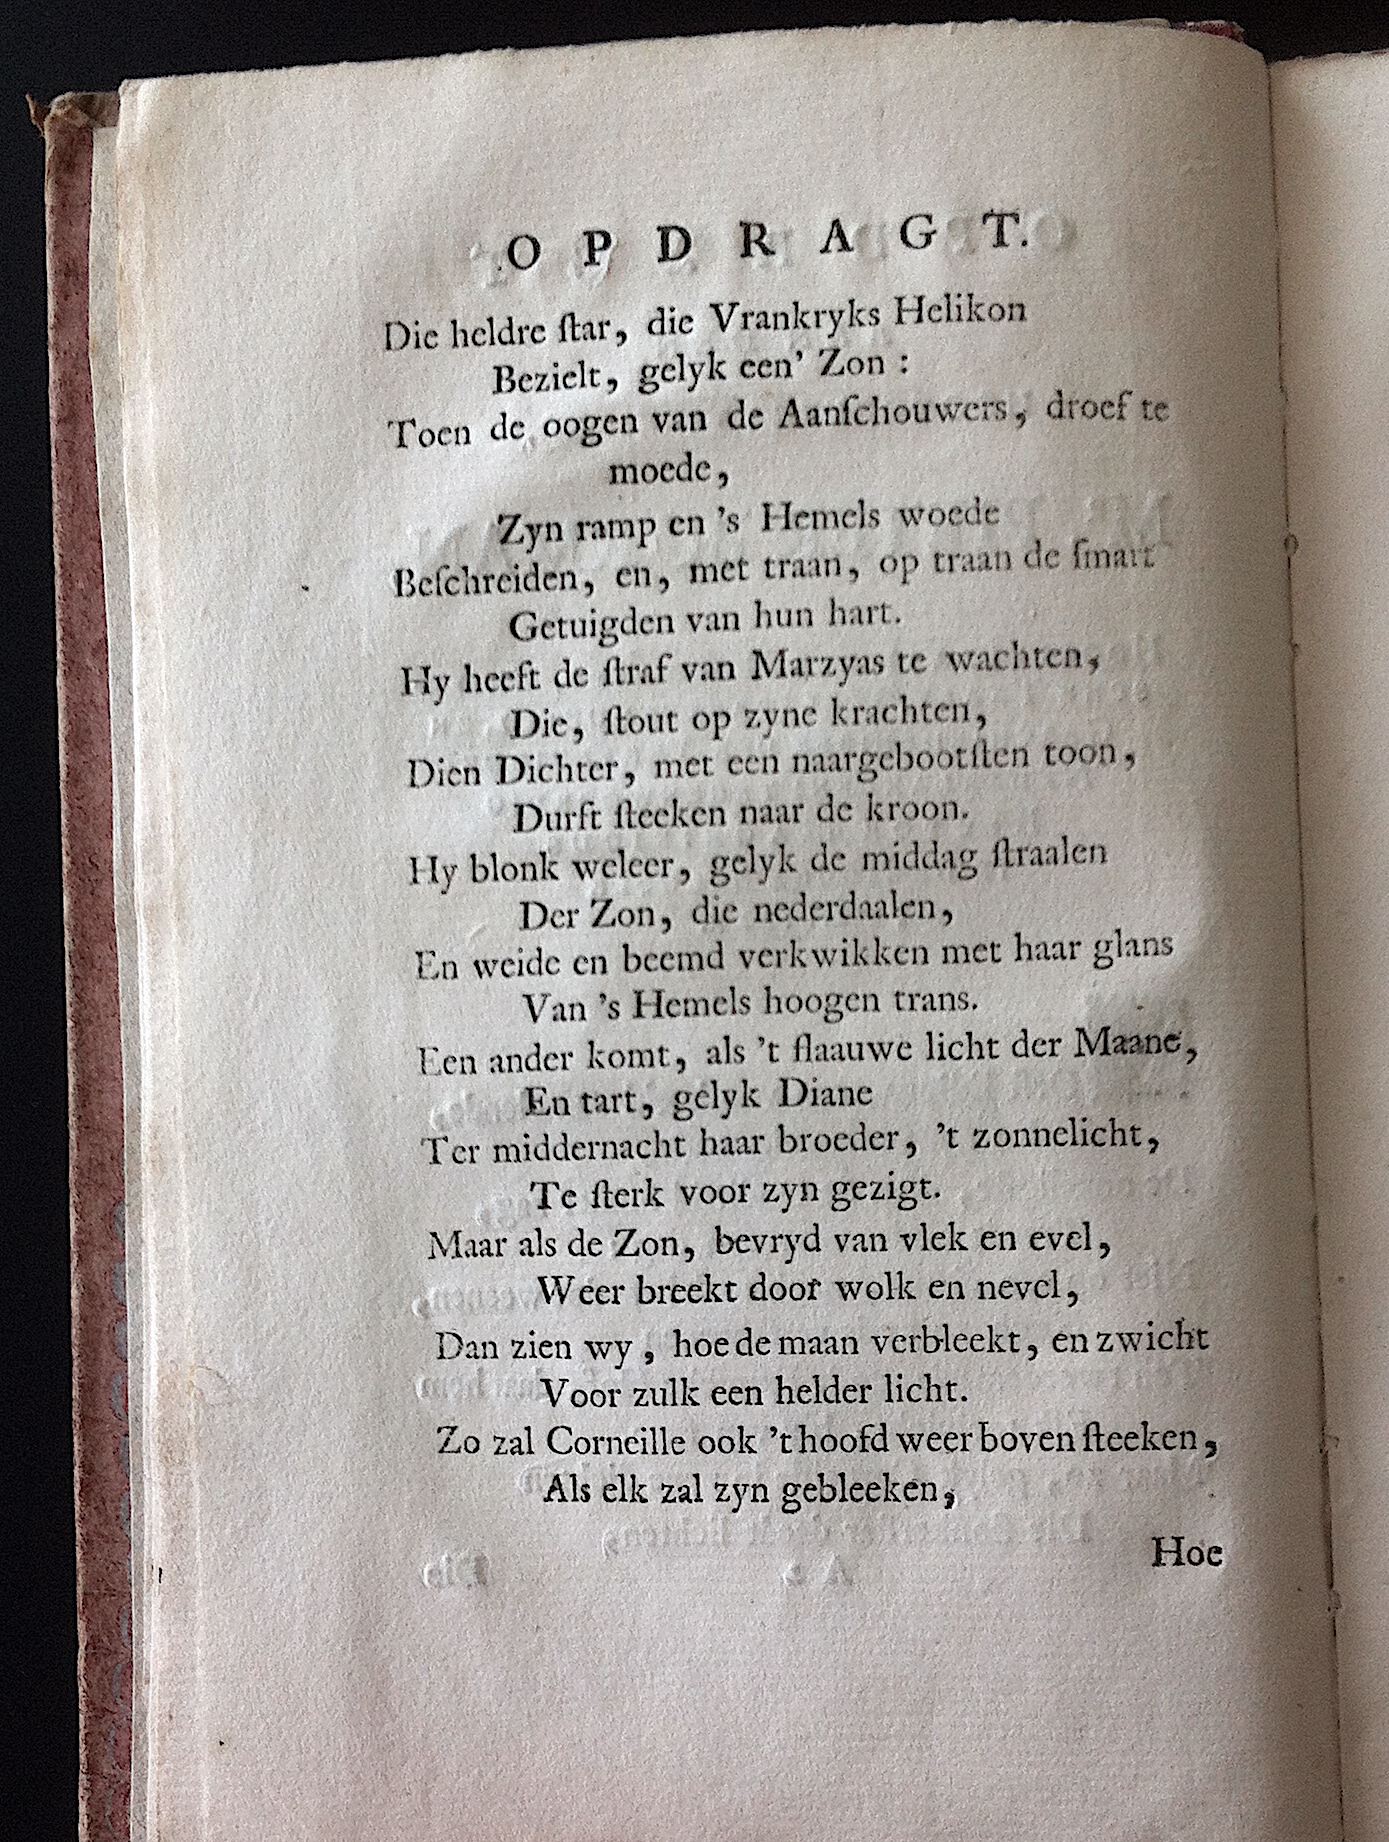 OPDRAGT.
Die heldre ſtar, die Vrankryks Helikon
Bezielt, gelyk een’ Zon :
Toen de oogen van de Aanſchouwers, droef te
moede,
Zyn ramp en ’s Hemels woede
Beſchreiden, en, met traan, op traan de ſmart
Getuigden van hun hart.
Hy heeft de ſtraf van Marzyas te wachten,
Die, ſtout op zyne krachten,
Dien Dichter, met een naargebootſten toon,
Durft ſteeken naar de kroon.
Hy blonk weleer, gelyk de middag ſtraalen
Der Zon, die nederdaalen,
En weide en beemd verkwikken met haar glans
Van ’s Hemels hoogen trans.
Een ander komt, als ’t flaauwe licht der Maane,
En tart, gelyk Diane
Ter middernacht haar broeder, ’t zonnelicht,
Te ſterk voor zyn gezigt.
Maar als de Zon, bevryd van vlek en evel,
Weer breekt door wolk en nevel,
Dan zien wy, hoe de maan verbleekt, en zwicht
Voor zulk een helder licht.
Zo zal Corneille ook ’t hoofd weer boven ſteeken,
Als elk zal zyn gebleeken,
Hoe